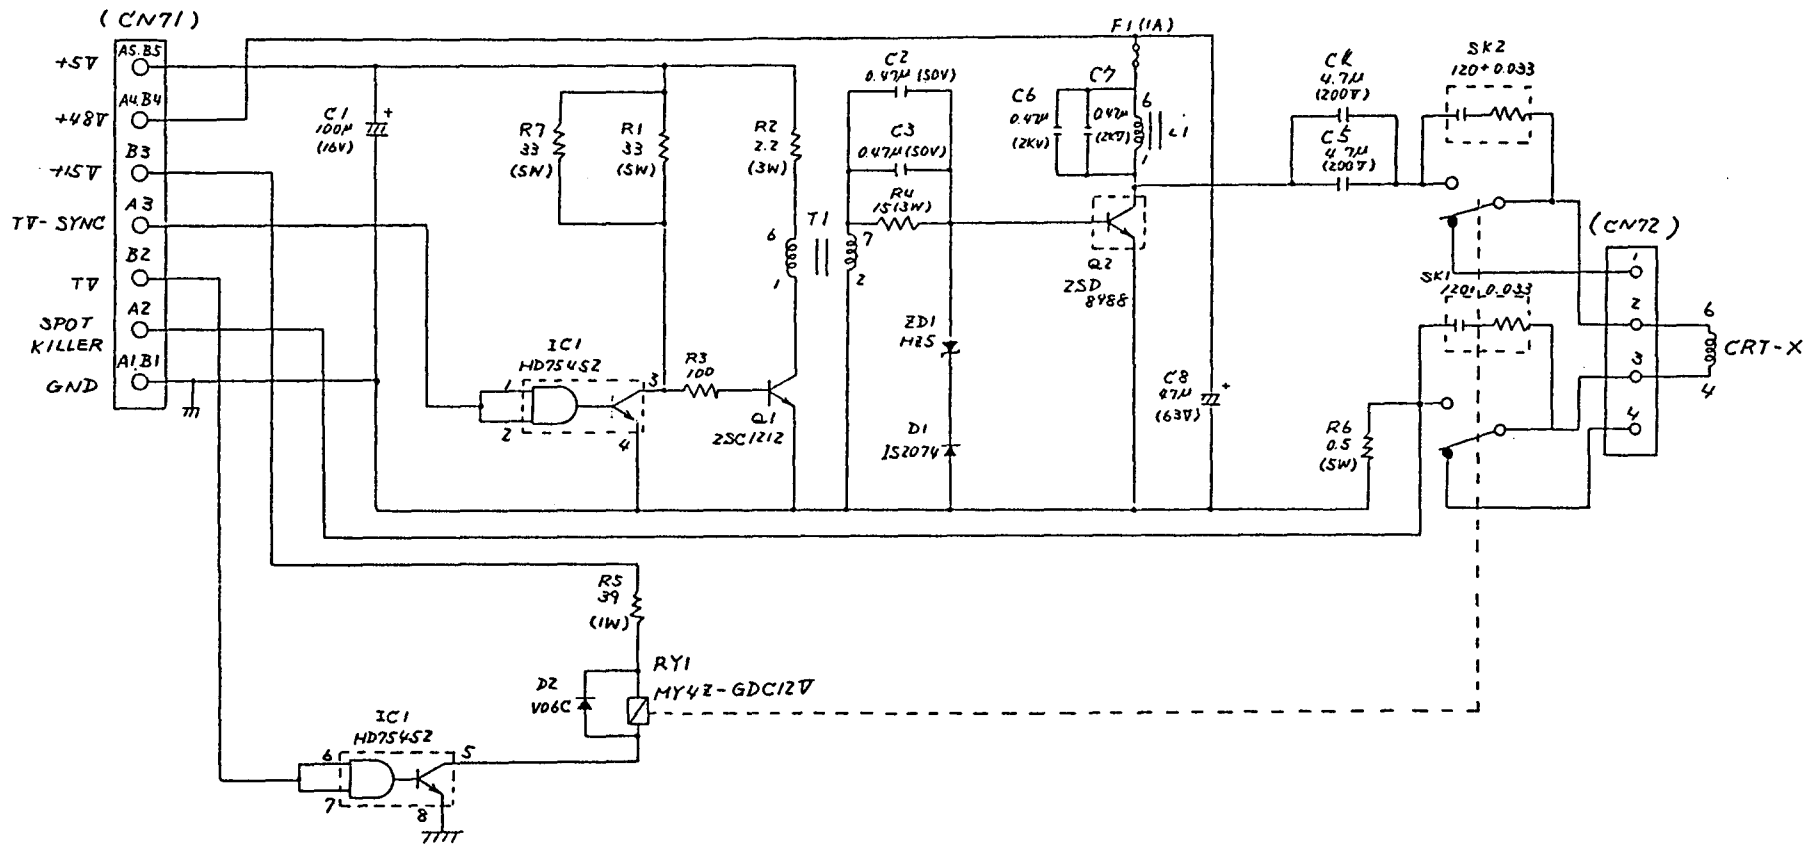 (CN71)
A5.B5
+5V
A4.B4
+48V
B3
+15V
A3
TV-SYNC
B2
TV
A2
SPOT
KILLER
A1.B1
GND
C1
100μ
(16V)
+
R7
33
(5W)
R1
33
(5W)
R2
2.2
(3W)
T1
6
1
7
2
C2
0.47μ (50V)
C3
0.47μ (50V)
R4
15(3W)
F1 (1A)
C6
0.47μ
(2KV)
C7
0.47μ
(2KV)
6
L1
1
Q2
2SD
ZD1
HZ5
D1
1S2074
C8
47μ
(63V)
+
IC1
HD75452
1
2
3
4
R3
100
Q1
2SC1212
4.7μ
(200V)
C5
4.7μ
(200V)
SK2
120+0.033
SK1
120+0.033
R6
0.5
(5W)
(CN72)
1
2
3
4
6
CRT-X
4
R5
39
(1W)
D2
V06C
RY1
MY4Z-GDC12V
IC1
HD75452
6
7
5
8